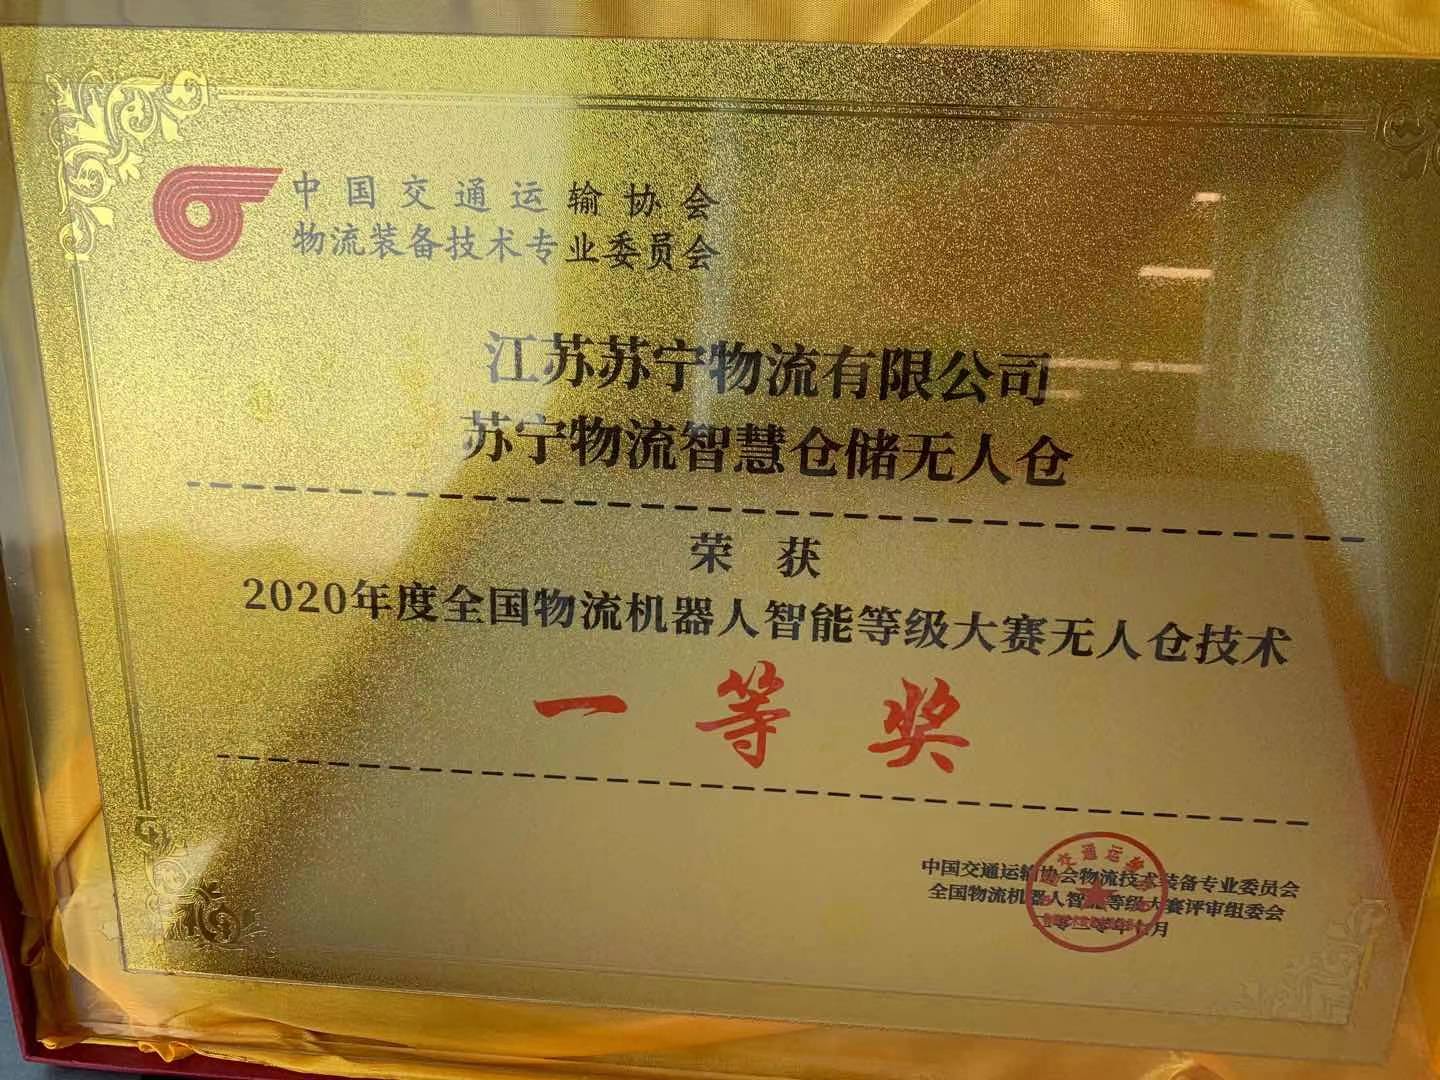 中国交通运输协会
物流装备技术专业委员会
江苏苏宁物流有限公司
苏宁物流智慧仓储无人仓
荣获
2020年度全国物流机器人智能等级大赛无人仓技术
一等奖
中国交通运输协会物流技术装备专业委员会
全国物流机器人智能等级大赛评审组委会